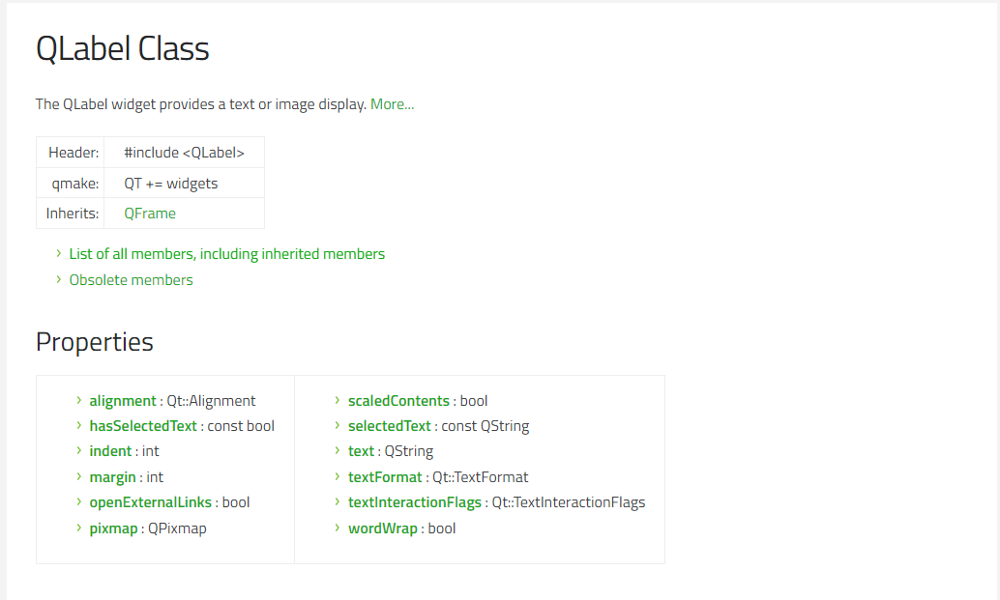 QLabel Class
The QLabel widget provides a text or image display. More...
Header: #include <QLabel>
qmake: QT += widgets
Inherits: QFrame
› List of all members, including inherited members
› Obsolete members
Properties
› alignment : Qt::Alignment
› hasSelectedText : const bool
› indent : int
› margin : int
› openExternalLinks : bool
› pixmap : QPixmap
› scaledContents : bool
› selectedText : const QString
› text : QString
› textFormat : Qt::TextFormat
› textInteractionFlags : Qt::TextInteractionFlags
› wordWrap : bool